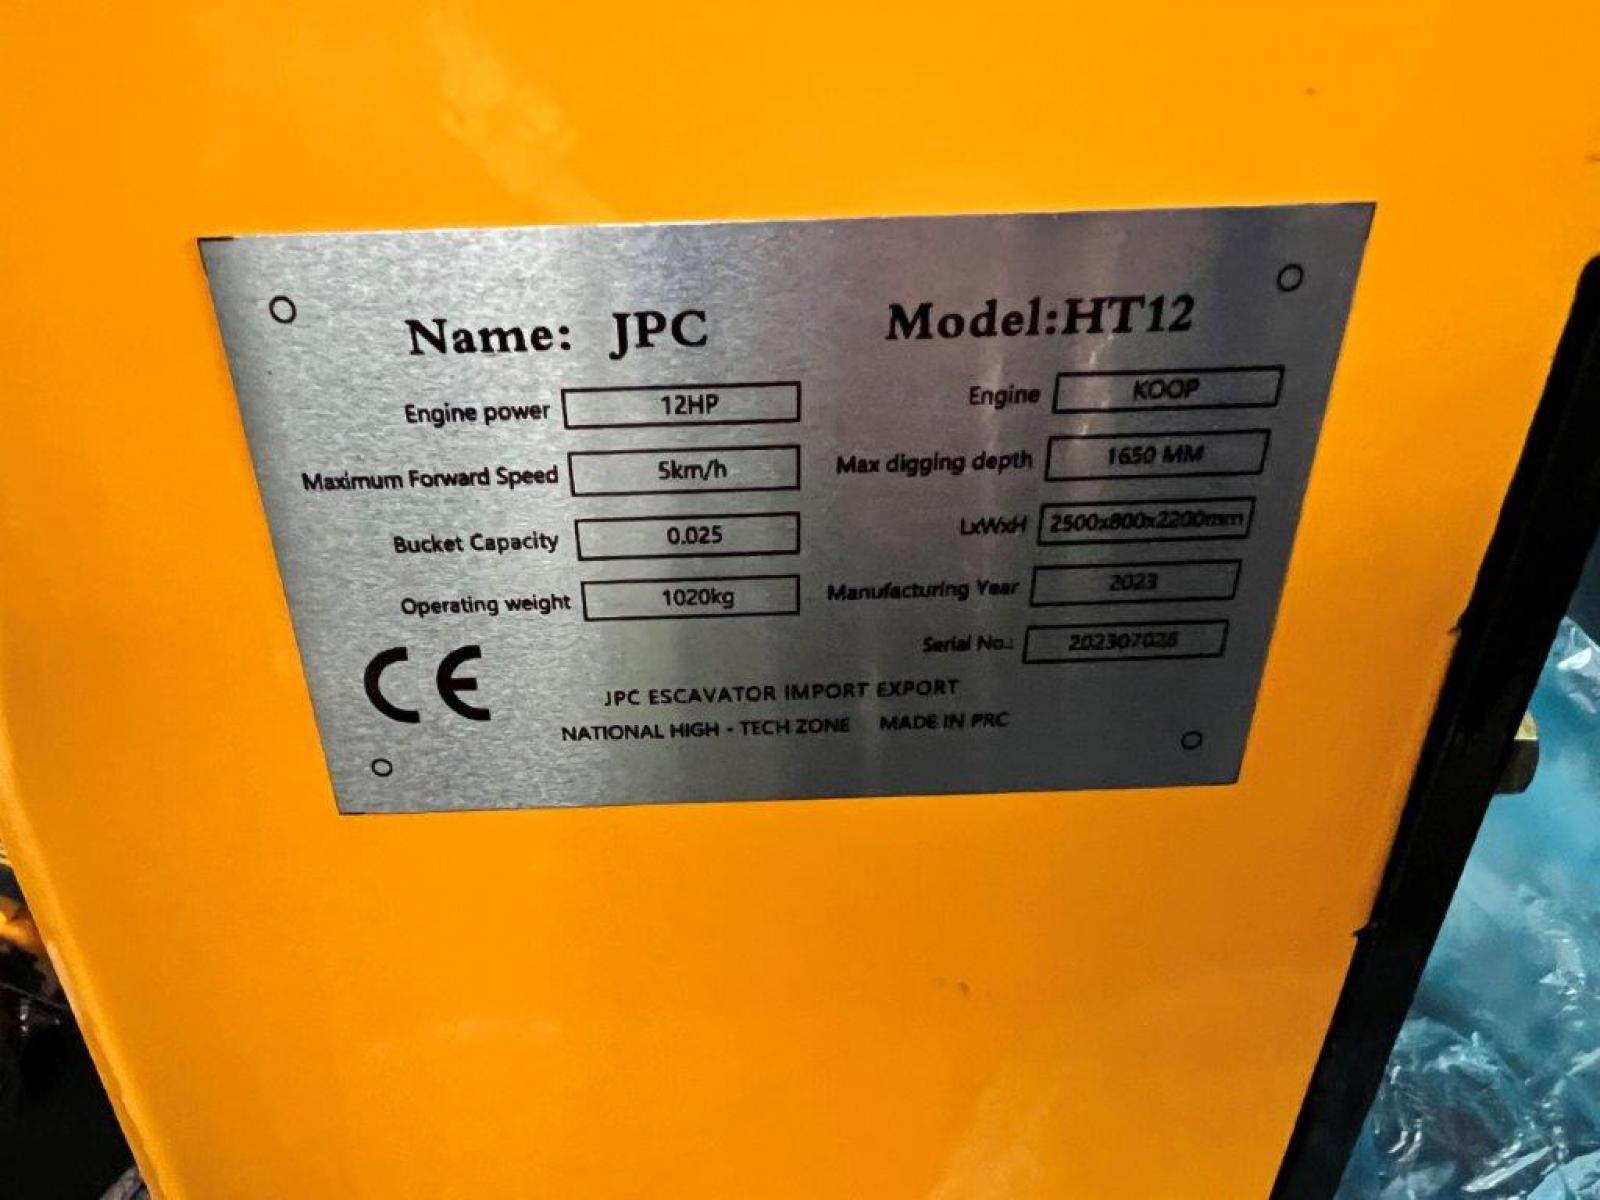 Name: JPC Model:HT12
Engine power 12HP Engine KOOP
Maximum Forward Speed 5km/h Max digging depth 1650 MM
Bucket Capacity 0.025 LxWxH 2500x800x2200mm
Operating weight 1020kg Manufacturing Year 2023
Serial No.: 202307028
CE
JPC ESCAVATOR IMPORT EXPORT
NATIONAL HIGH - TECH ZONE MADE IN PRC